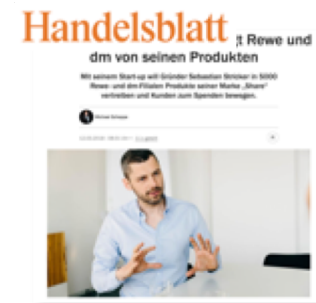 Handelsblatt
t Rewe und
dm von seinen Produkten
Mit seinem Start-up will Gründer Sebastian Stricker in 5000
Rewe- und dm-Filialen Produkte seiner Marke „Share“
vertreiben und Kunden zum Spenden bewegen.